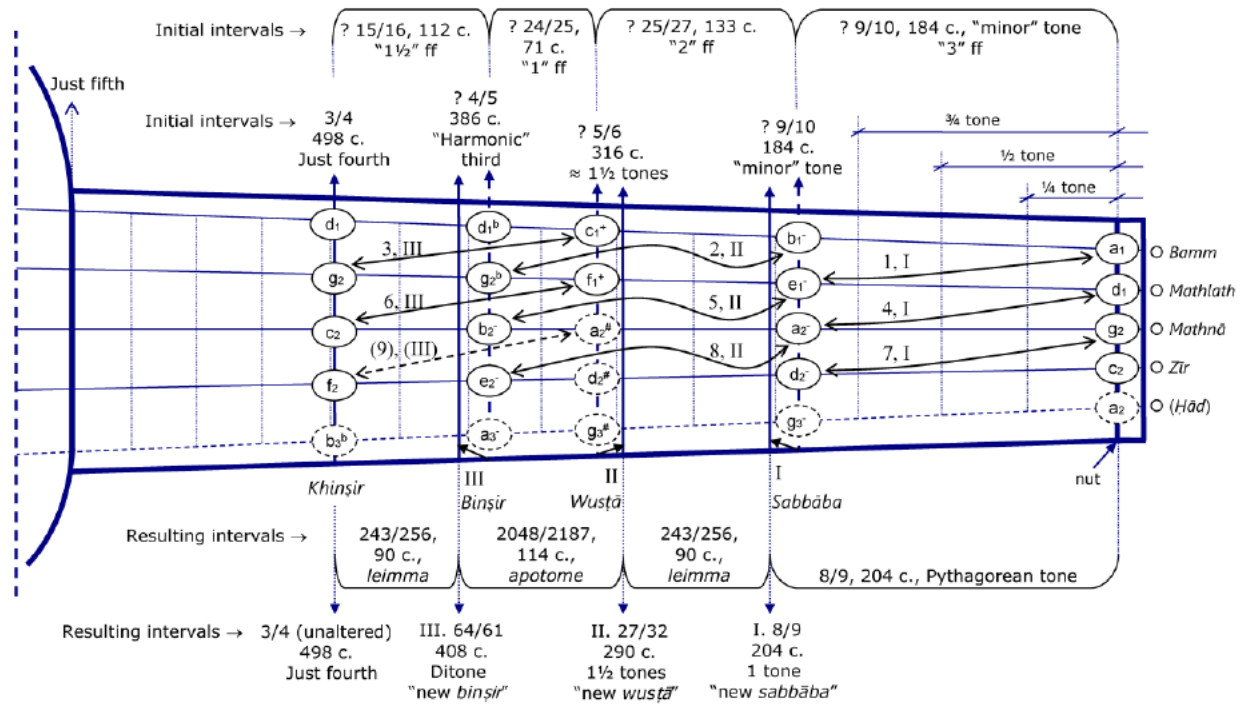 Initial intervals →
? 15/16, 112 c.
“1½” ff
? 24/25,
71 c.
“1” ff
? 25/27, 133 c.
“2” ff
? 9/10, 184 c., “minor” tone
“3” ff
Just fifth
Initial intervals →
3/4
498 c.
Just fourth
? 4/5
386 c.
“Harmonic”
third
? 5/6
316 c.
≈ 1½ tones
? 9/10
184 c.
“minor” tone
¾ tone
½ tone
¼ tone
d₁
d₁ᵇ
c₁⁺
b₁⁻
a₁
Bamm
3, III
2, II
1, I
g₂
g₂ᵇ
f₁⁺
e₁⁻
d₁
Mathlath
6, III
5, II
4, I
c₂
b₂⁻
a₂#
a₂⁻
g₂
Mathnā
(9), (III)
8, II
7, I
f₂
e₂⁻
d₂#
d₂⁻
c₂
Zīr
b₃ᵇ
a₃⁻
g₃#
g₃⁻
a₂
(Ḥād)
III
II
I
nut
Khinṣir
Binṣir
Wusṭā
Sabbāba
Resulting intervals →
243/256,
90 c.,
leimma
2048/2187,
114 c.,
apotome
243/256,
90 c.,
leimma
8/9, 204 c., Pythagorean tone
Resulting intervals →
3/4 (unaltered)
498 c.
Just fourth
III. 64/61
408 c.
Ditone
“new binṣir”
II. 27/32
290 c.
1½ tones
“new wusṭā”
I. 8/9
204 c.
1 tone
“new sabbāba”